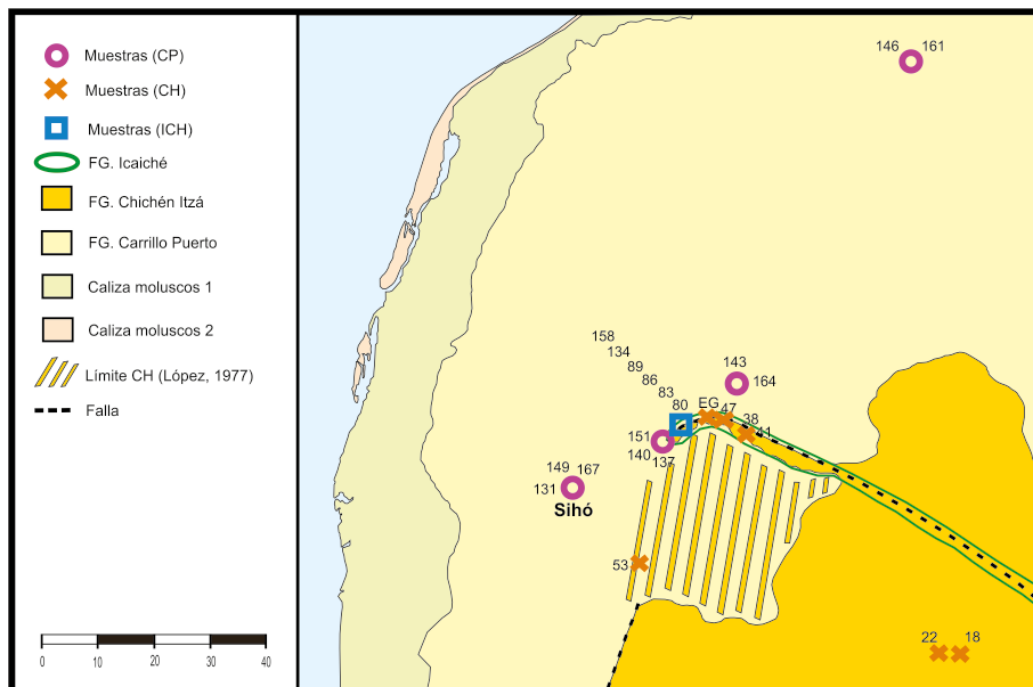 Muestras (CP)
Muestras (CH)
Muestras (ICH)
FG. Icaiché
FG. Chichén Itzá
FG. Carrillo Puerto
Caliza moluscos 1
Caliza moluscos 2
Límite CH (López, 1977)
Falla
0 10 20 30 40
146 161
158
134
89
86
83
80
143
164
EG 47
38
41
151
140
137
149 167
131
Sihó
53
22 18